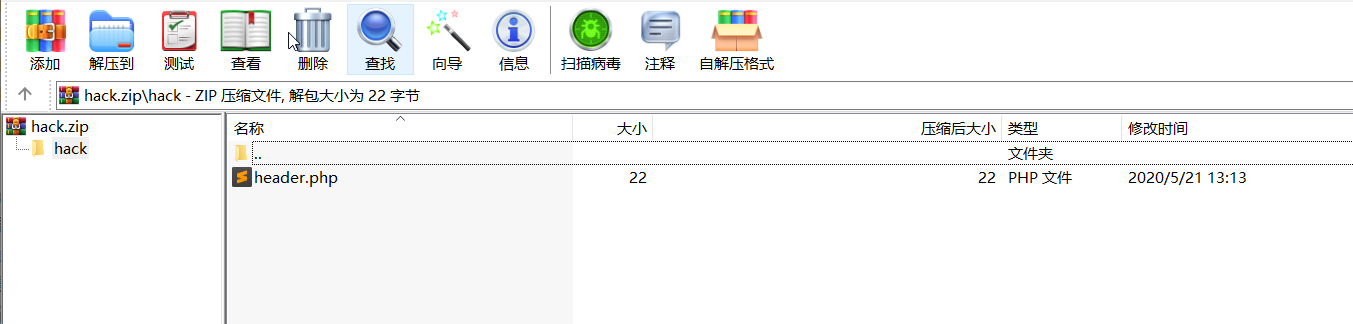 添加 解压到 测试 查看 删除 查找 向导 信息 扫描病毒 注释 自解压格式
hack.zip\hack - ZIP 压缩文件, 解包大小为 22 字节
hack.zip
hack
名称 大小 压缩后大小 类型 修改时间
.. 文件夹
header.php 22 22 PHP 文件 2020/5/21 13:13